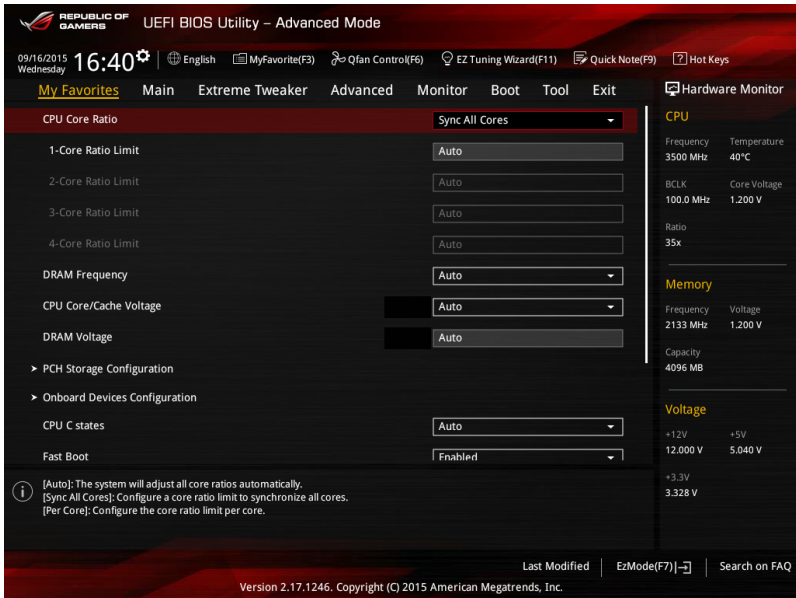 REPUBLIC OF
GAMERS
UEFI BIOS Utility – Advanced Mode
09/16/2015
Wednesday
16:40
English
MyFavorite(F3)
Qfan Control(F6)
EZ Tuning Wizard(F11)
Quick Note(F9)
? Hot Keys
My Favorites Main Extreme Tweaker Advanced Monitor Boot Tool Exit
Hardware Monitor
CPU Core Ratio Sync All Cores
1-Core Ratio Limit Auto
2-Core Ratio Limit Auto
3-Core Ratio Limit Auto
4-Core Ratio Limit Auto
DRAM Frequency Auto
CPU Core/Cache Voltage Auto
DRAM Voltage Auto
> PCH Storage Configuration
> Onboard Devices Configuration
CPU C states Auto
Fast Boot Enabled
CPU
Frequency Temperature
3500 MHz 40°C
BCLK Core Voltage
100.0 MHz 1.200 V
Ratio
35x
Memory
Frequency Voltage
2133 MHz 1.200 V
Capacity
4096 MB
Voltage
+12V +5V
12.000 V 5.040 V
+3.3V
3.328 V
i
[Auto]: The system will adjust all core ratios automatically.
[Sync All Cores]: Configure a core ratio limit to synchronize all cores.
[Per Core]: Configure the core ratio limit per core.
Last Modified EzMode(F7) Search on FAQ
Version 2.17.1246. Copyright (C) 2015 American Megatrends, Inc.